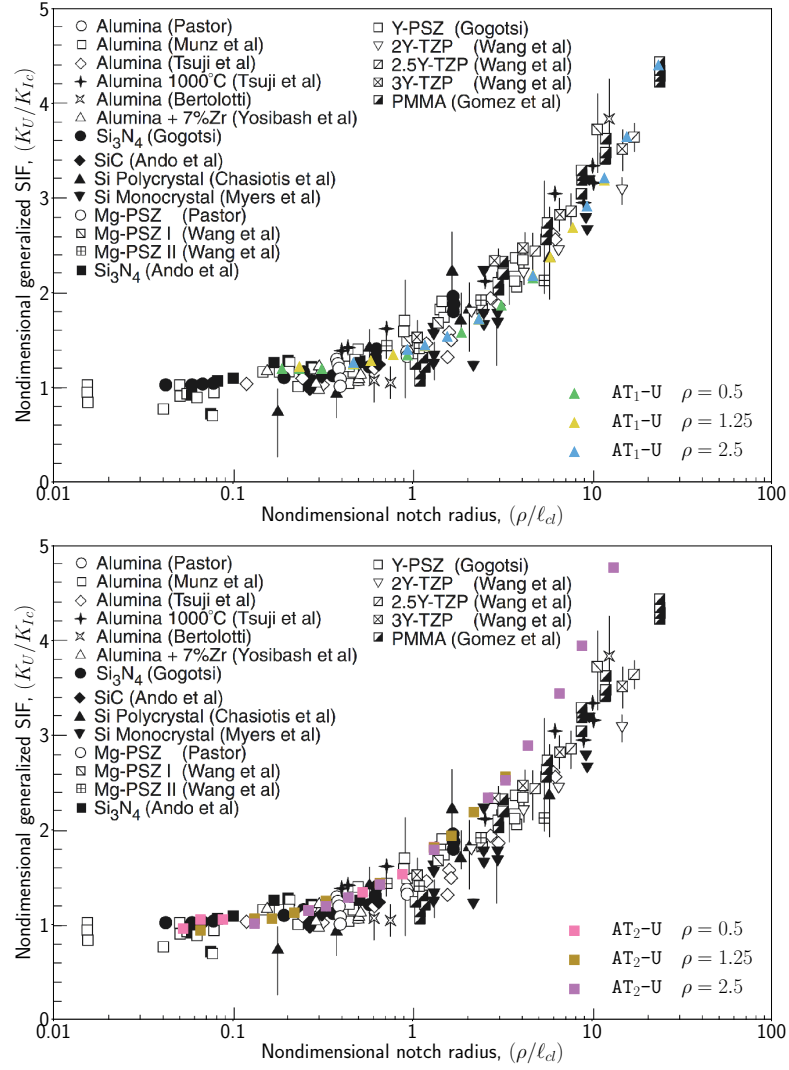 Nondimensional generalized SIF, (K_U/K_Ic)
5
4
3
2
1
0
Alumina (Pastor)
Alumina (Munz et al)
Alumina (Tsuji et al)
Alumina 1000°C (Tsuji et al)
Alumina (Bertolotti)
Alumina + 7%Zr (Yosibash et al)
Si₃N₄ (Gogotsi)
SiC (Ando et al)
Si Polycrystal (Chasiotis et al)
Si Monocrystal (Myers et al)
Mg-PSZ (Pastor)
Mg-PSZ I (Wang et al)
Mg-PSZ II (Wang et al)
Si₃N₄ (Ando et al)
Y-PSZ (Gogotsi)
2Y-TZP (Wang et al)
2.5Y-TZP (Wang et al)
3Y-TZP (Wang et al)
PMMA (Gomez et al)
AT₁-U ρ = 0.5
AT₁-U ρ = 1.25
AT₁-U ρ = 2.5
0.01 0.1 1 10 100
Nondimensional notch radius, (ρ/ℓ_cl)
Nondimensional generalized SIF, (K_U/K_Ic)
5
4
3
2
1
0
Alumina (Pastor)
Alumina (Munz et al)
Alumina (Tsuji et al)
Alumina 1000°C (Tsuji et al)
Alumina (Bertolotti)
Alumina + 7%Zr (Yosibash et al)
Si₃N₄ (Gogotsi)
SiC (Ando et al)
Si Polycrystal (Chasiotis et al)
Si Monocrystal (Myers et al)
Mg-PSZ (Pastor)
Mg-PSZ I (Wang et al)
Mg-PSZ II (Wang et al)
Si₃N₄ (Ando et al)
Y-PSZ (Gogotsi)
2Y-TZP (Wang et al)
2.5Y-TZP (Wang et al)
3Y-TZP (Wang et al)
PMMA (Gomez et al)
AT₂-U ρ = 0.5
AT₂-U ρ = 1.25
AT₂-U ρ = 2.5
0.01 0.1 1 10 100
Nondimensional notch radius, (ρ/ℓ_cl)